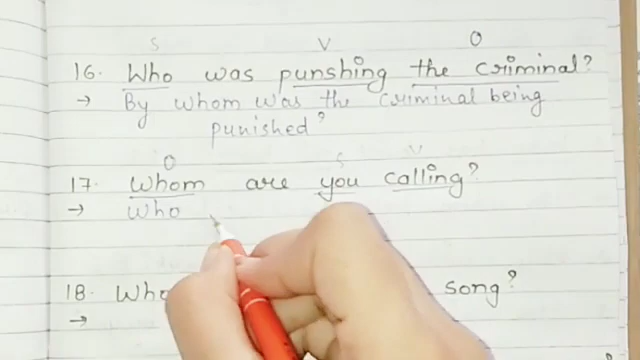 S V O
16. Who was punshing the criminal?
→ By whom was the criminal being
punished?
O S V
17. Whom are you calling?
→ Who
18. song?
→